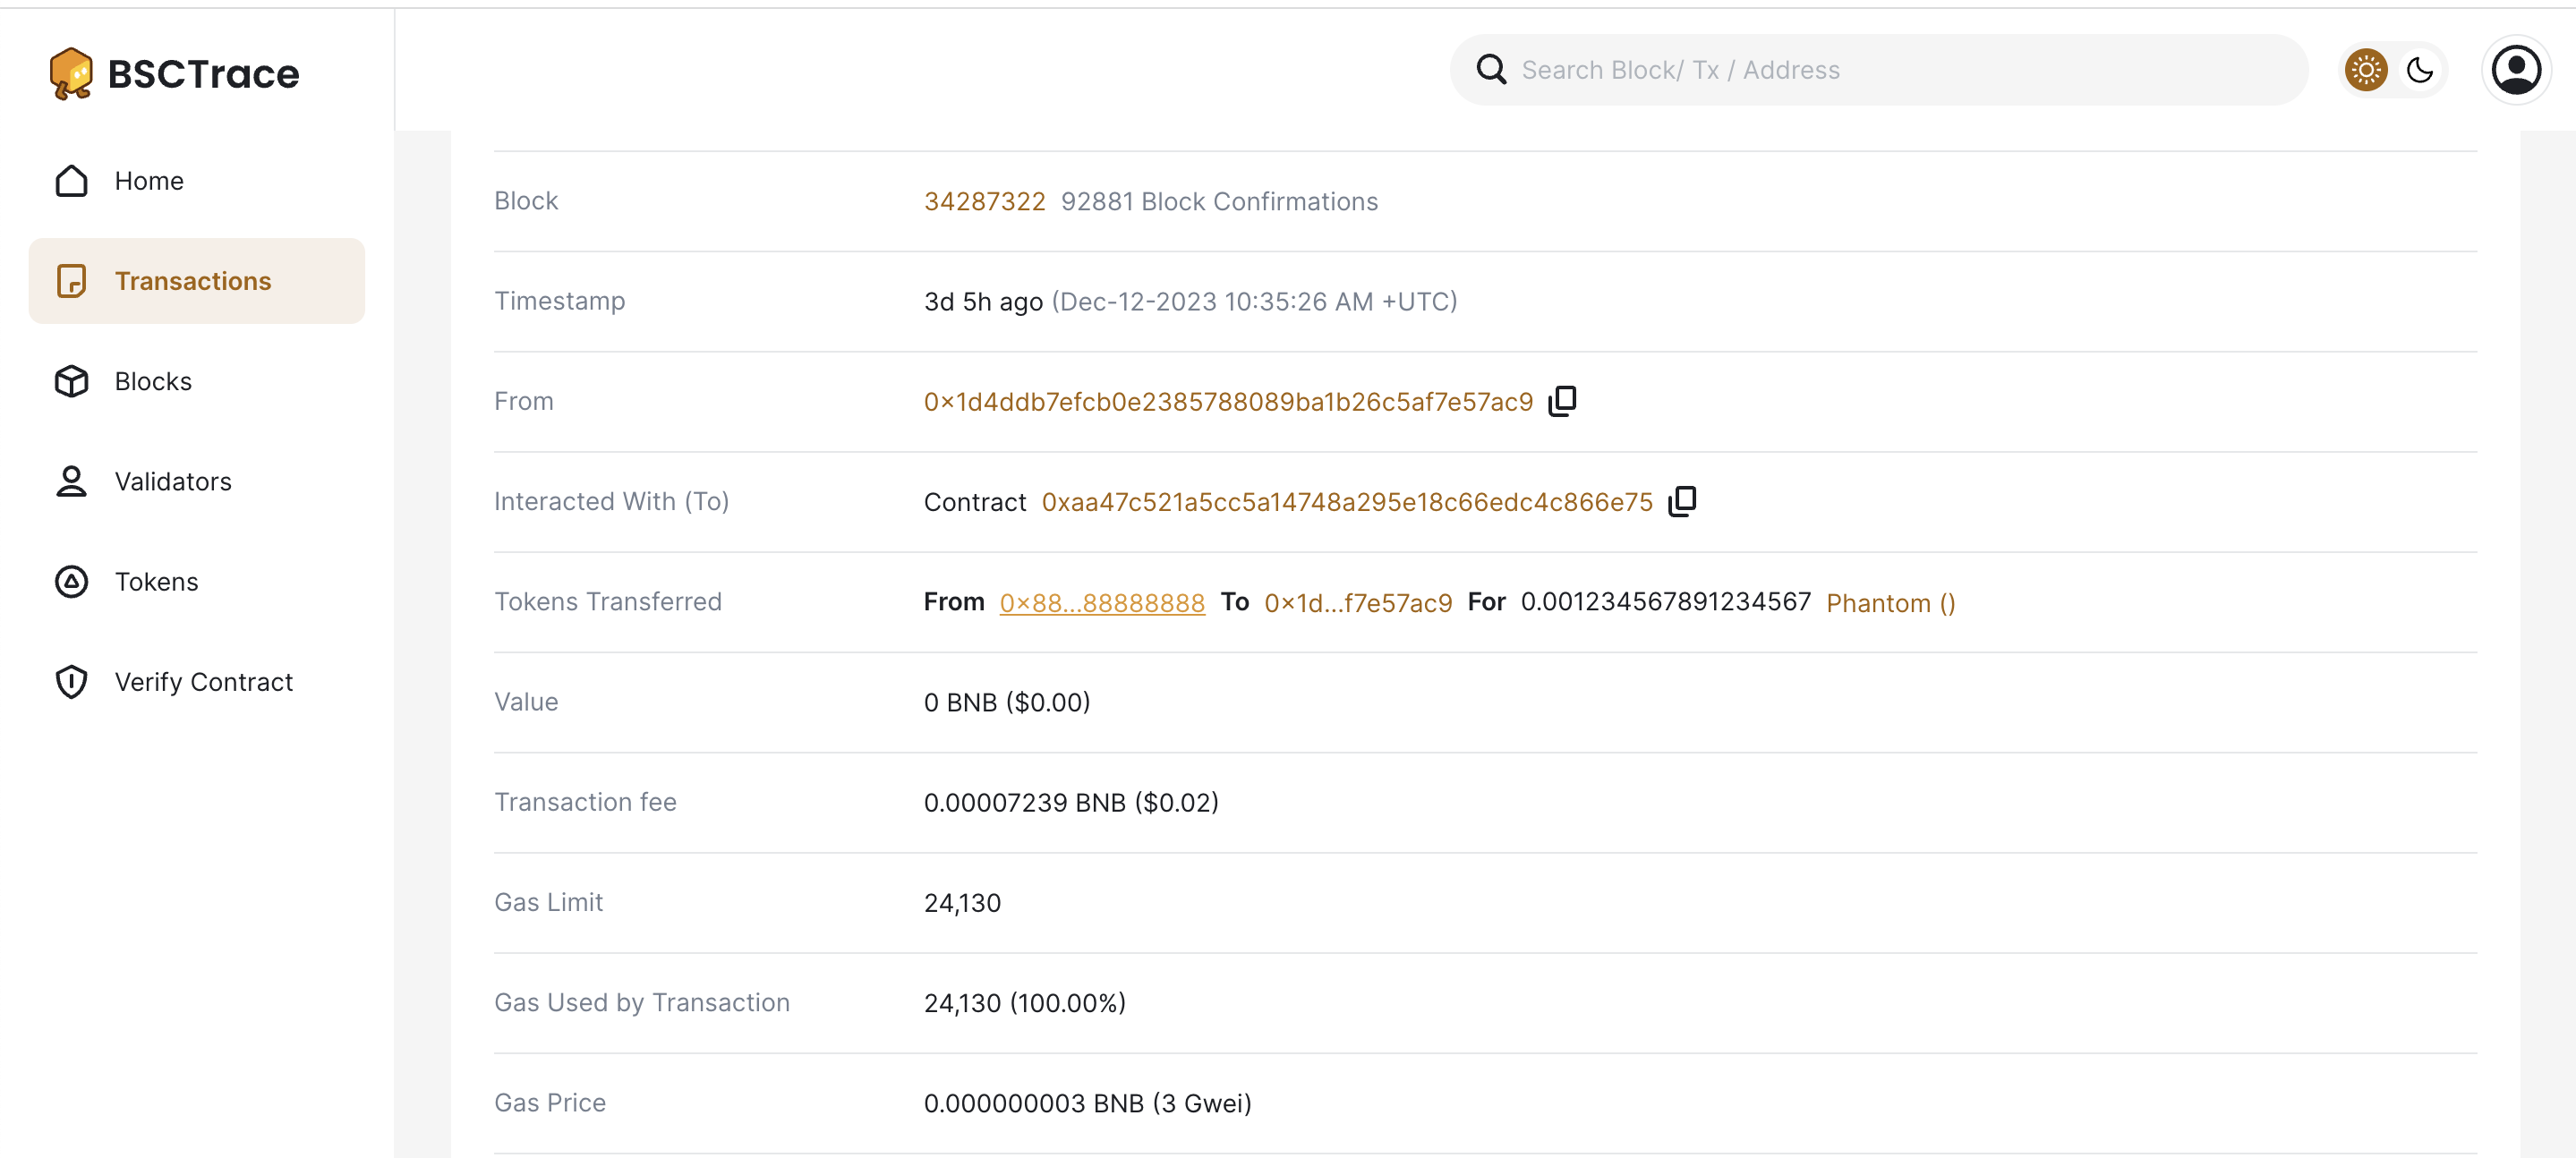 BSCTrace
Search Block/ Tx / Address
Home
Transactions
Blocks
Validators
Tokens
Verify Contract
Block 34287322 92881 Block Confirmations
Timestamp 3d 5h ago (Dec-12-2023 10:35:26 AM +UTC)
From 0×1d4ddb7efcb0e2385788089ba1b26c5af7e57ac9
Interacted With (To) Contract 0xaa47c521a5cc5a14748a295e18c66edc4c866e75
Tokens Transferred From 0×88...88888888 To 0×1d...f7e57ac9 For 0.001234567891234567 Phantom ()
Value 0 BNB ($0.00)
Transaction fee 0.00007239 BNB ($0.02)
Gas Limit 24,130
Gas Used by Transaction 24,130 (100.00%)
Gas Price 0.000000003 BNB (3 Gwei)